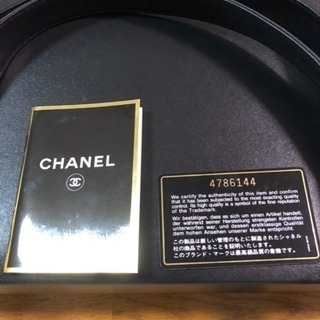 CHANEL
4786144
We certify the authenticity of this item and confirm
that it has been subjected to the most exacting quality
controls. Its high quality is a symbol of the fine reputation
of the Trademark.
Wir bestätigen, dass es sich um einen Artikel handelt,
der während seiner Herstellung strengsten Kontrollen
unterworfen war, und dessen erstklassige Qualität
dem hohen Ansehen unserer Marke entspricht.
この製品は厳しい管理のもとに製造されたシャネル
社の商品であることを証明いたします。
このブランド・マークは最高級品質の象徴です。